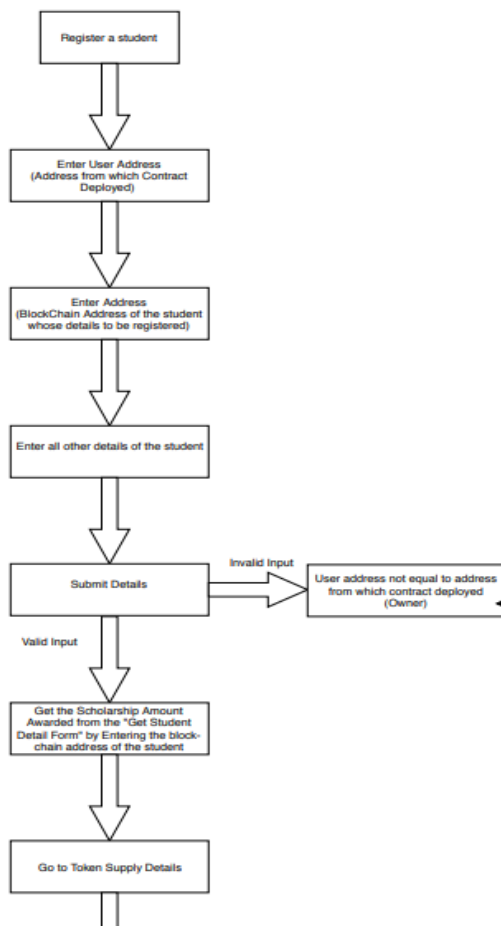 Register a student
Enter User Address
(Address from which Contract
Deployed)
Enter Address
(BlockChain Address of the student
whose details to be registered)
Enter all other details of the student
Invalid Input
Submit Details
User address not equal to address
from which contract deployed
(Owner)
Valid Input
Get the Scholarship Amount
Awarded from the "Get Student
Detail Form" by Entering the block-
chain address of the student
Go to Token Supply Details